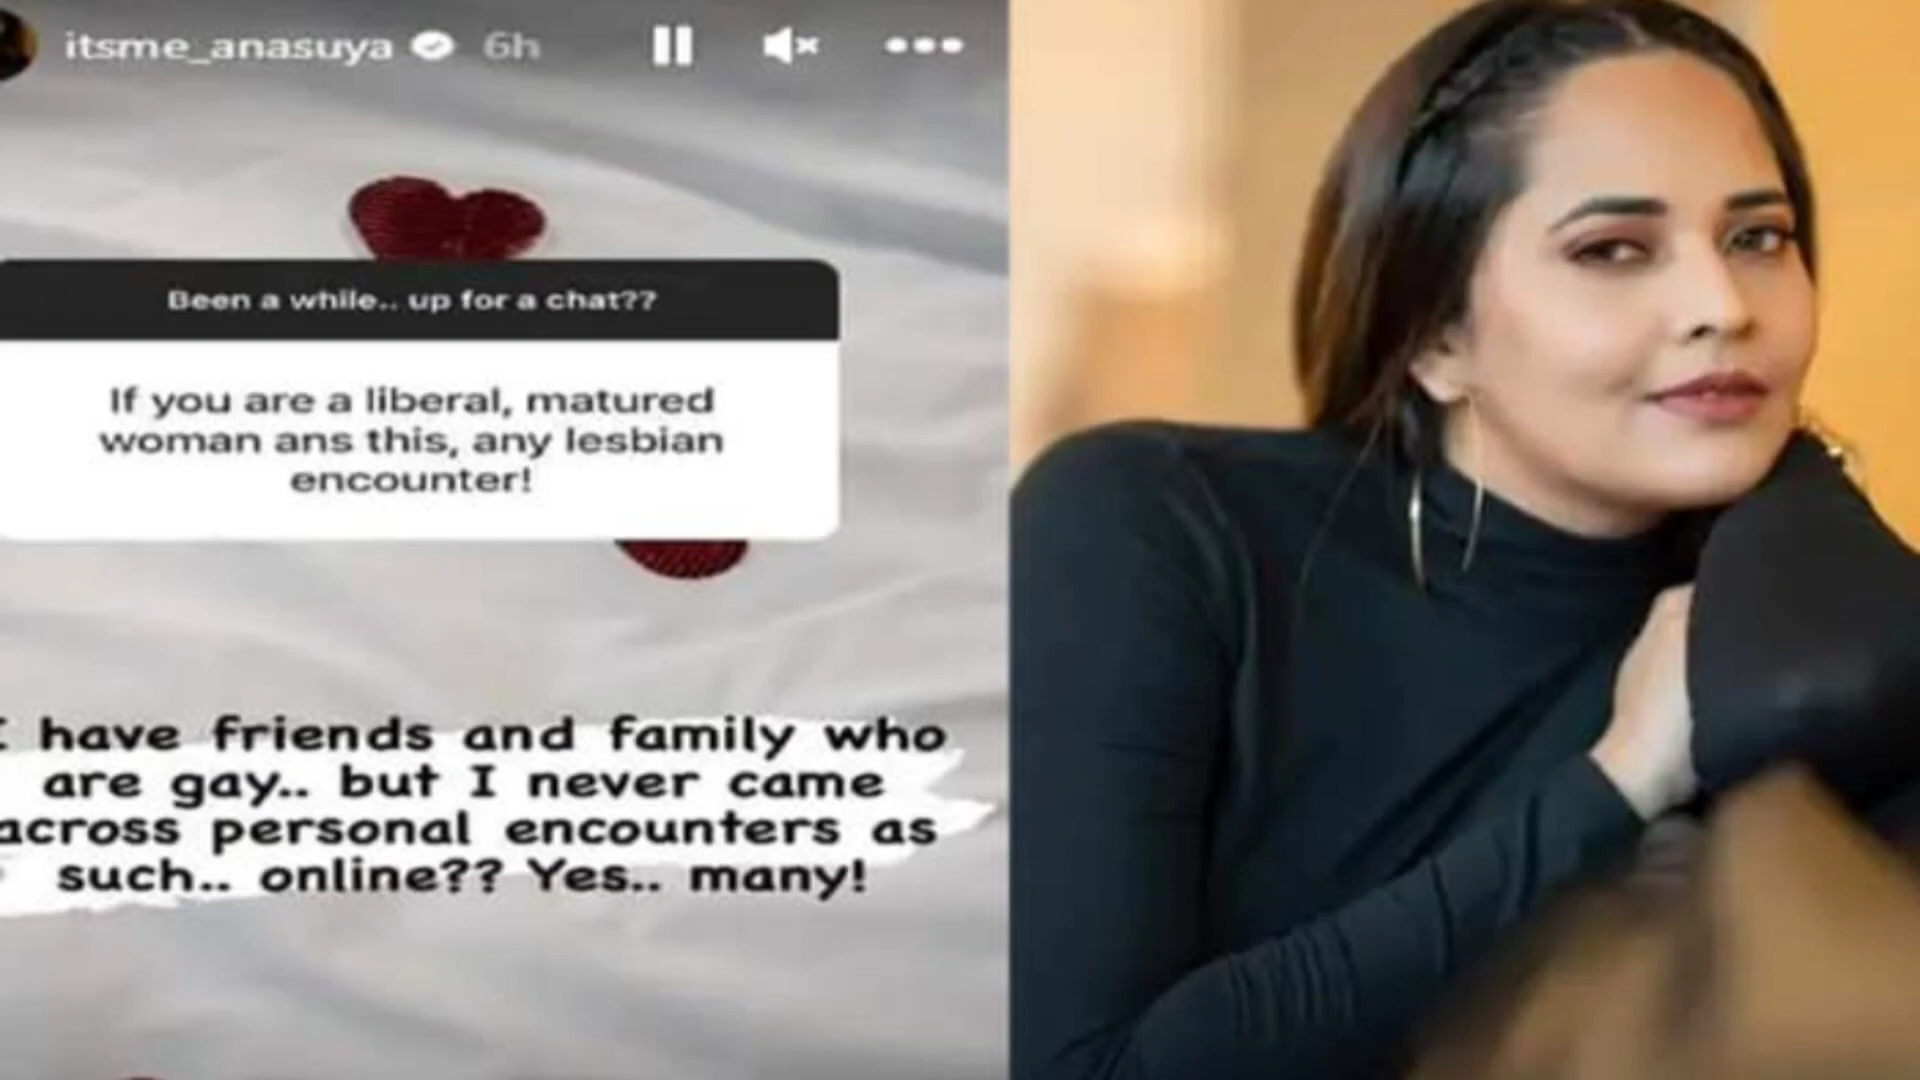 itsme_anasuya 6h
Been a while.. up for a chat??
If you are a liberal, matured
woman ans this, any lesbian
encounter!
I have friends and family who
are gay.. but I never came
across personal encounters as
such.. online?? Yes.. many!